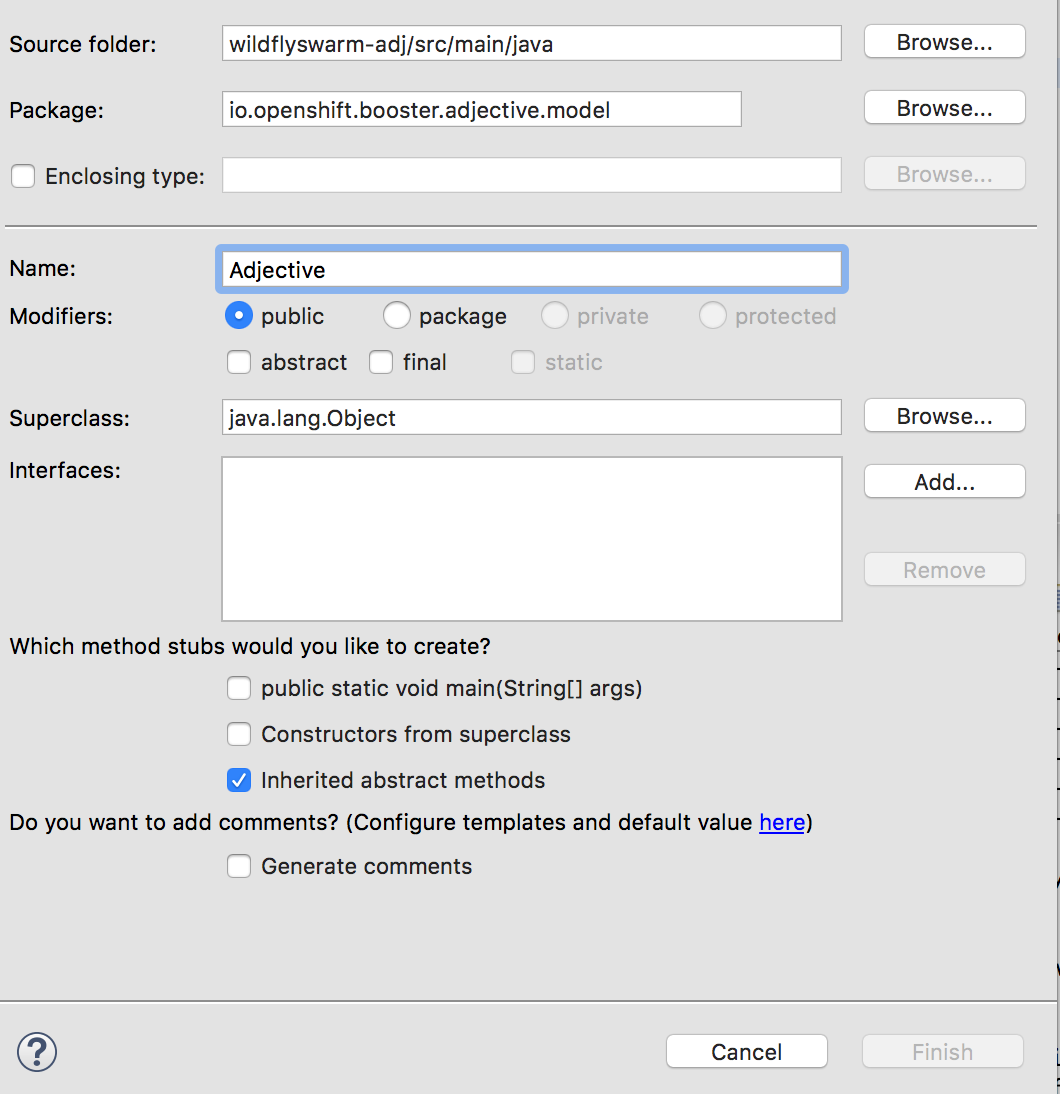 Source folder: wildflyswarm-adj/src/main/java Browse...
Package: io.openshift.booster.adjective.model Browse...
Enclosing type: Browse...
Name: Adjective
Modifiers: public package private protected
abstract final static
Superclass: java.lang.Object Browse...
Interfaces: Add...
Remove
Which method stubs would you like to create?
public static void main(String[] args)
Constructors from superclass
Inherited abstract methods
Do you want to add comments? (Configure templates and default value here)
Generate comments
? Cancel Finish